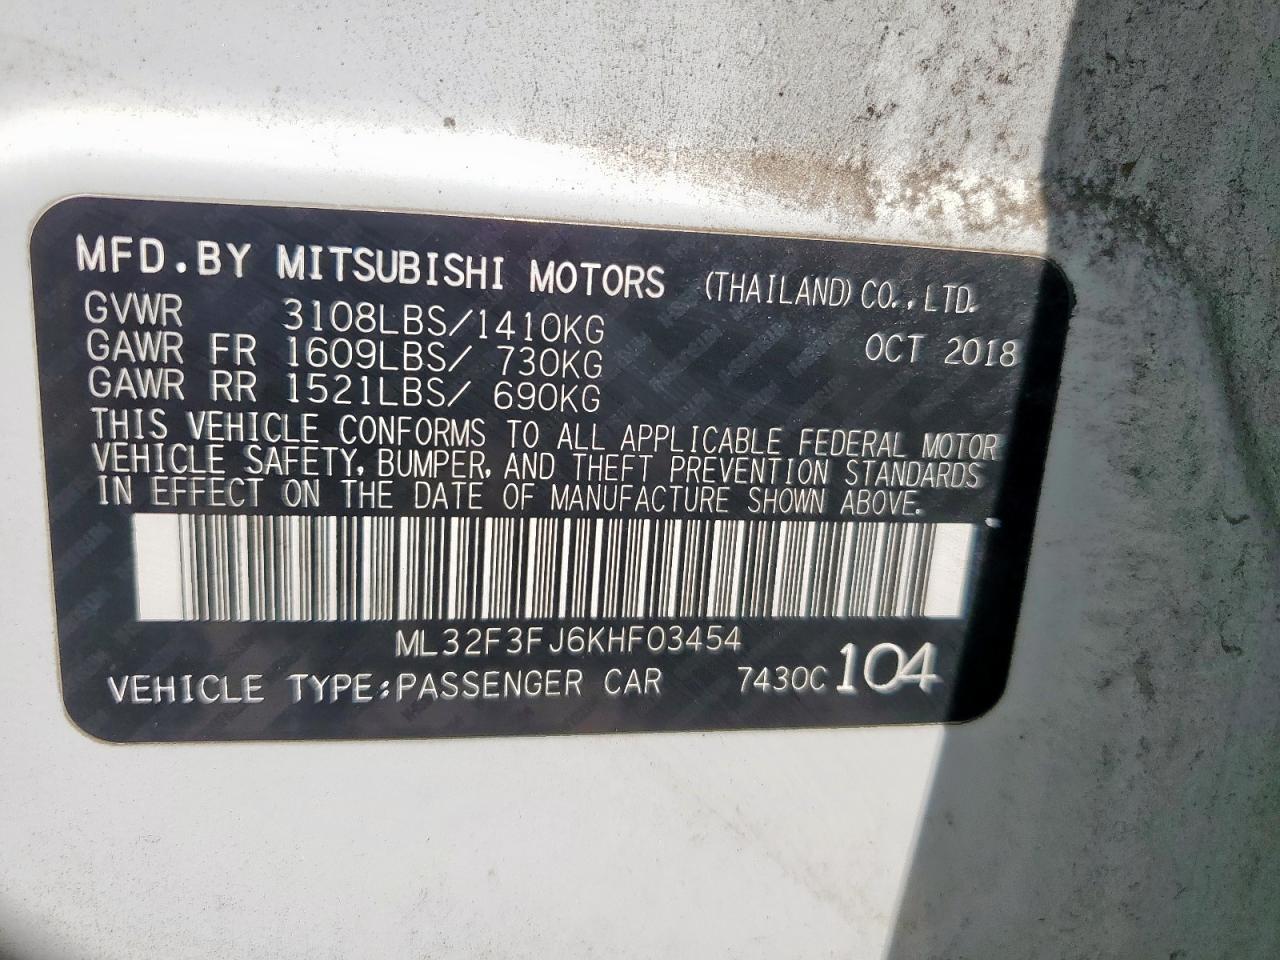 MFD.BY MITSUBISHI MOTORS (THAILAND) CO., LTD.
GVWR 3108LBS/1410KG OCT 2018
GAWR FR 1609LBS/ 730KG
GAWR RR 1521LBS/ 690KG
THIS VEHICLE CONFORMS TO ALL APPLICABLE FEDERAL MOTOR
VEHICLE SAFETY, BUMPER, AND THEFT PREVENTION STANDARDS
IN EFFECT ON THE DATE OF MANUFACTURE SHOWN ABOVE.
ML32F3FJ6KHF03454
VEHICLE TYPE:PASSENGER CAR 7430C 104